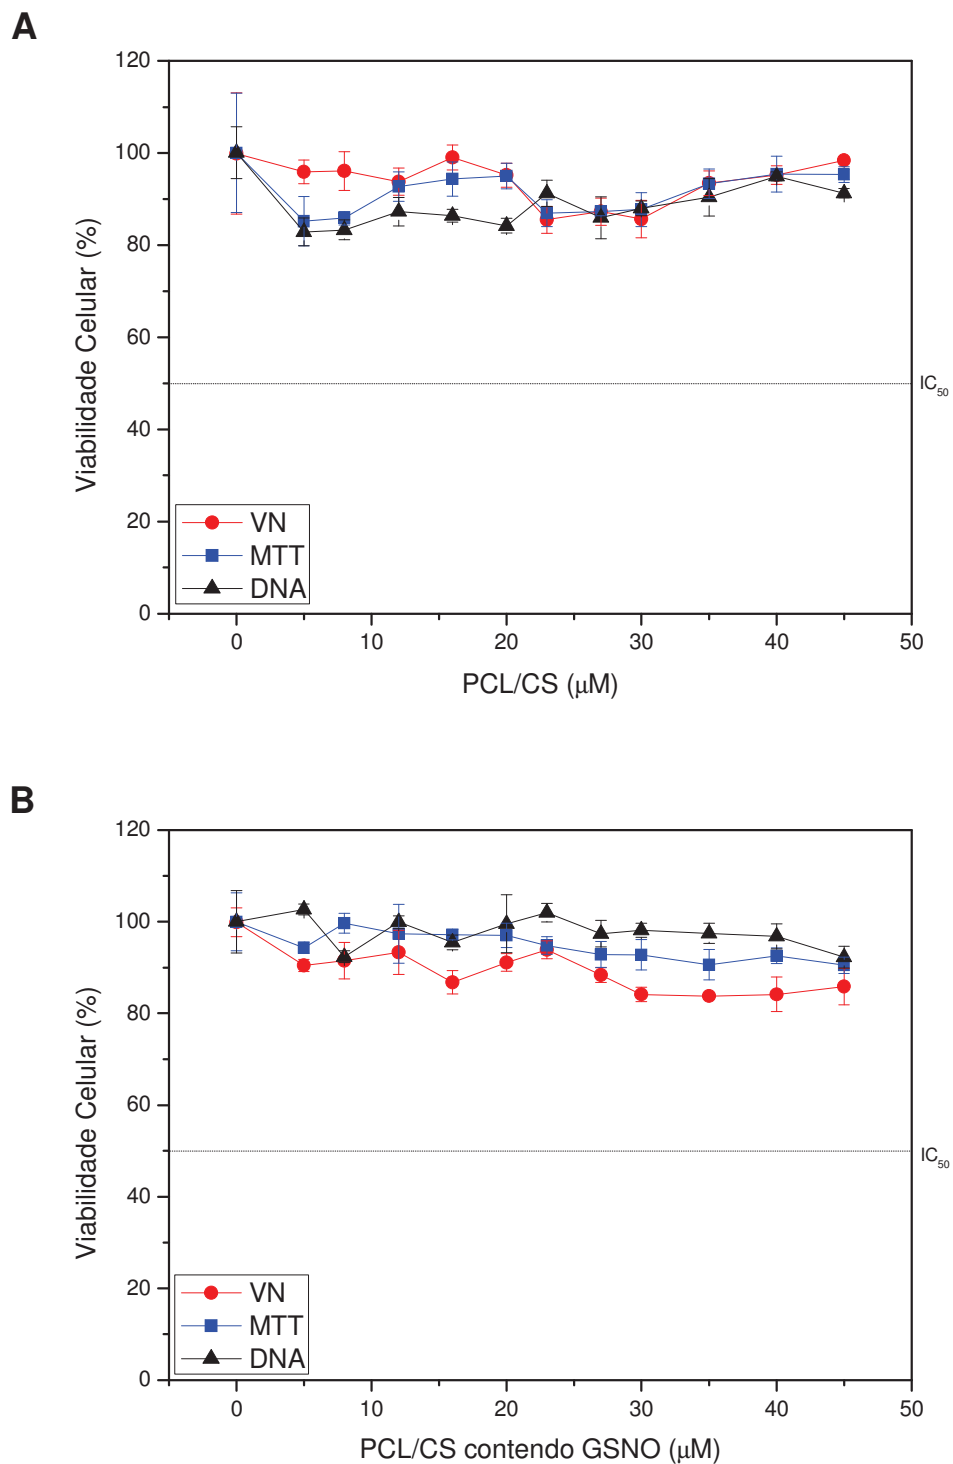 A
120
100
80
60
40
20
0
Viabilidade Celular (%)
IC50
VN
MTT
DNA
0 10 20 30 40 50
PCL/CS (μM)
B
120
100
80
60
40
20
0
Viabilidade Celular (%)
IC50
VN
MTT
DNA
0 10 20 30 40 50
PCL/CS contendo GSNO (μM)